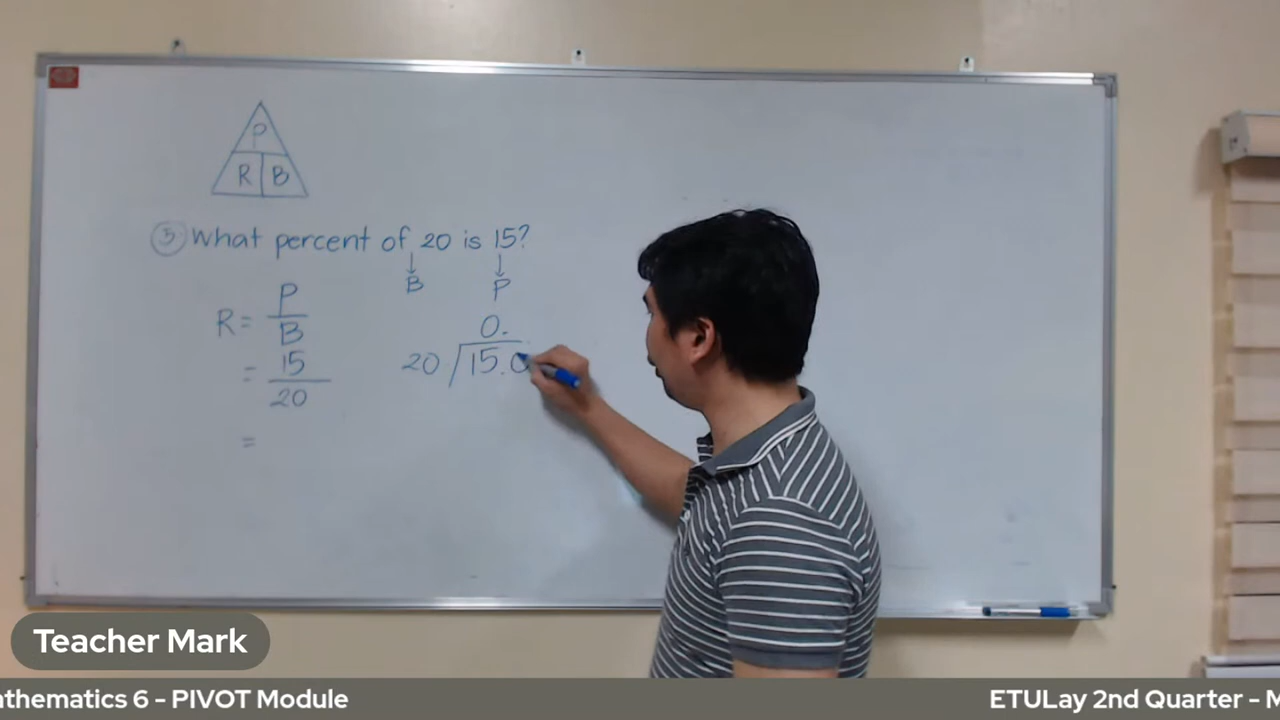 P
R B
③ What percent of 20 is 15?
B P
R = P
B
0.
20 15.0
= 15
20
=
Teacher Mark
athematics 6 - PIVOT Module
ETULay 2nd Quarter - M